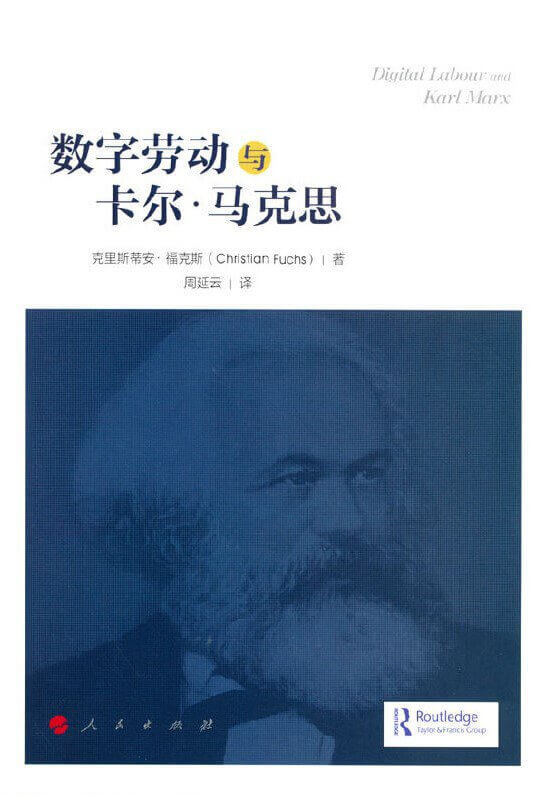 Digital Labour and
Karl Marx
数字劳动与
卡尔·马克思
克里斯蒂安·福克斯（Christian Fuchs）| 著
周延云 | 译
人民出版社
ROUTLEDGE
Routledge
Taylor & Francis Group